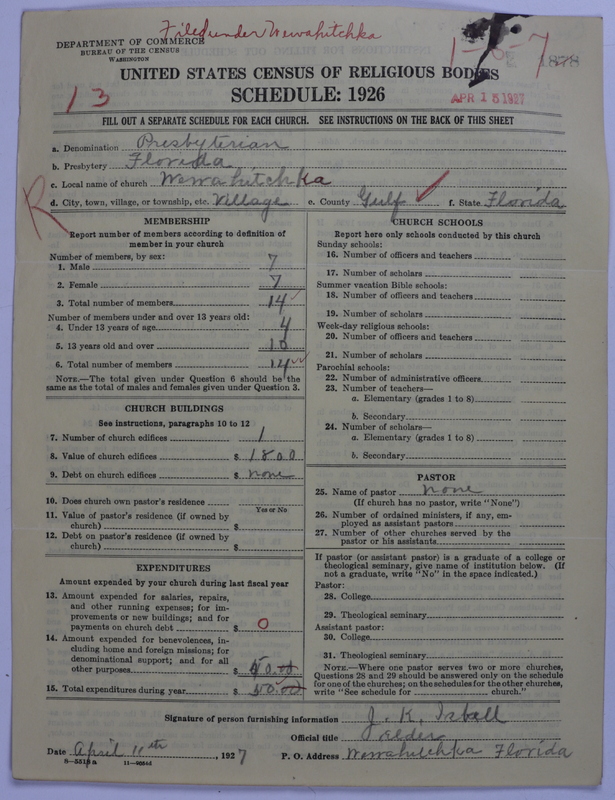 Filed under Wewahitchka
DEPARTMENT OF COMMERCE
BUREAU OF THE CENSUS
WASHINGTON
1878
UNITED STATES CENSUS OF RELIGIOUS BODIES
13
SCHEDULE: 1926
APR 15 1927
FILL OUT A SEPARATE SCHEDULE FOR EACH CHURCH. SEE INSTRUCTIONS ON THE BACK OF THIS SHEET
a. Denomination Presbyterian
b. Presbytery Florida
c. Local name of church Wewahitchka
d. City, town, village, or township, etc. Village e. County Gulf f. State Florida
R
MEMBERSHIP
Report number of members according to definition of
member in your church
Number of members, by sex:
1. Male 7
2. Female 7
3. Total number of members 14
Number of members under and over 13 years old:
4. Under 13 years of age 4
5. 13 years old and over 10
6. Total number of members 14
NOTE.—The total given under Question 6 should be the
same as the total of males and females given under Question 3.
CHURCH BUILDINGS
See instructions, paragraphs 10 to 12
7. Number of church edifices 1
8. Value of church edifices $ 1800
9. Debt on church edifices $ none
10. Does church own pastor's residence
Yes or No
11. Value of pastor's residence (if owned by
church) $
12. Debt on pastor's residence (if owned by
church) $
EXPENDITURES
Amount expended by your church during last fiscal year
13. Amount expended for salaries, repairs,
and other running expenses; for im-
provements or new buildings; and for
payments on church debt $ 0
14. Amount expended for benevolences, in-
cluding home and foreign missions; for
denominational support; and for all
other purposes $
15. Total expenditures during year $ 50.00
CHURCH SCHOOLS
Report here only schools conducted by this church
Sunday schools:
16. Number of officers and teachers
17. Number of scholars
Summer vacation Bible schools:
18. Number of officers and teachers
19. Number of scholars
Week-day religious schools:
20. Number of officers and teachers
21. Number of scholars
Parochial schools:
22. Number of administrative officers
23. Number of teachers—
a. Elementary (grades 1 to 8)
b. Secondary
24. Number of scholars—
a. Elementary (grades 1 to 8)
b. Secondary
PASTOR
25. Name of pastor none
(If church has no pastor, write "None")
26. Number of ordained ministers, if any, em-
ployed as assistant pastors
27. Number of other churches served by the
pastor or his assistants
If pastor (or assistant pastor) is a graduate of a college or
theological seminary, give name of institution below. (If
not a graduate, write "No" in the space indicated.)
Pastor:
28. College
29. Theological seminary
Assistant pastor:
30. College
31. Theological seminary
NOTE.—Where one pastor serves two or more churches,
Questions 28 and 29 should be answered only on the schedule
for one of the churches; on the schedules for the other churches,
write "See schedule for church."
Signature of person furnishing information J. K. Isbell
Official title Elder
Date April 11th, 1927 P. O. Address Wewahitchka Florida